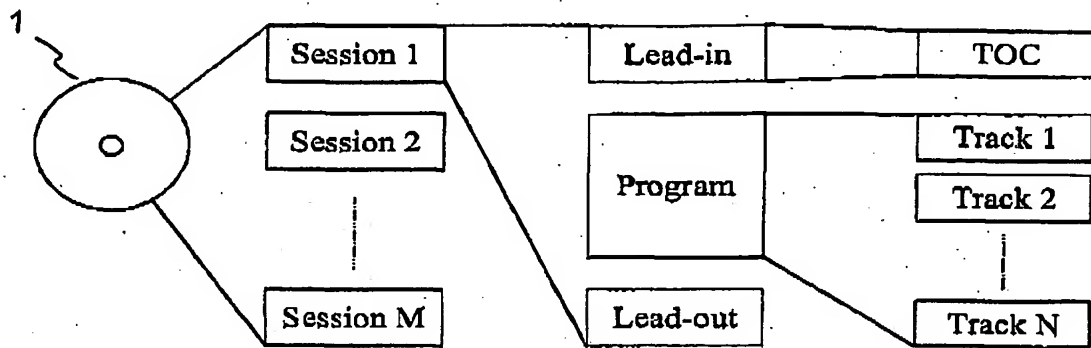 1
Session 1
Lead-in
TOC
Session 2
Program
Track 1
Track 2
Session M
Lead-out
Track N